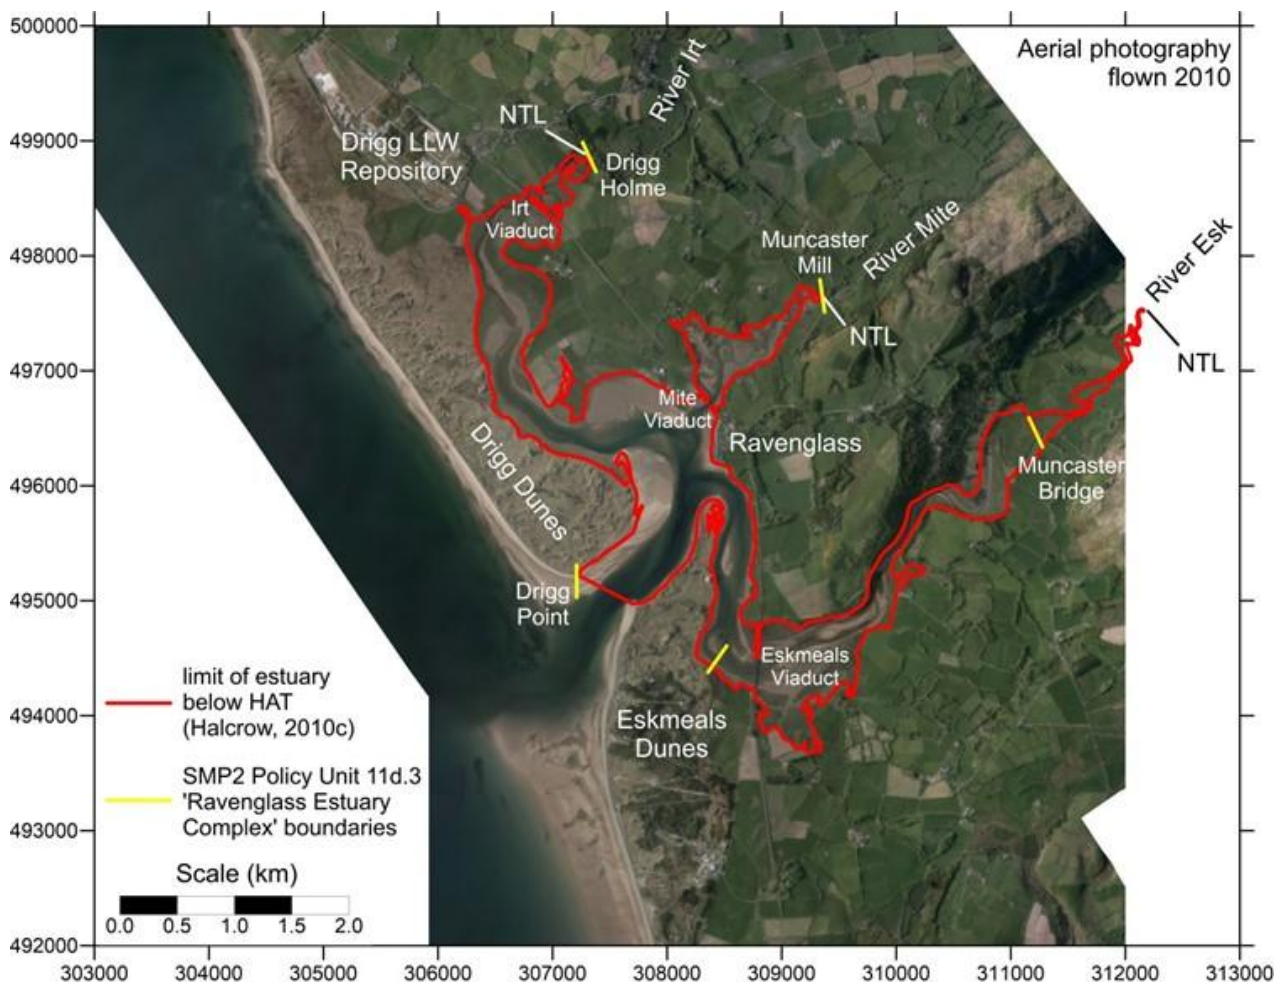 500000
499000
498000
497000
496000
495000
494000
493000
492000
303000
304000
305000
306000
307000
308000
309000
310000
311000
312000
313000
Aerial photography
flown 2010
River Irt
NTL
Drigg LLW
Repository
Drigg
Holme
Irt
Viaduct
Muncaster
Mill
River Mite
NTL
River Esk
NTL
Mite
Viaduct
Ravenglass
Drigg Dunes
Muncaster
Bridge
Drigg
Point
Eskmeals
Viaduct
Eskmeals
Dunes
limit of estuary
below HAT
(Halcrow, 2010c)
SMP2 Policy Unit 11d.3
'Ravenglass Estuary
Complex' boundaries
Scale (km)
0.0 0.5 1.0 1.5 2.0